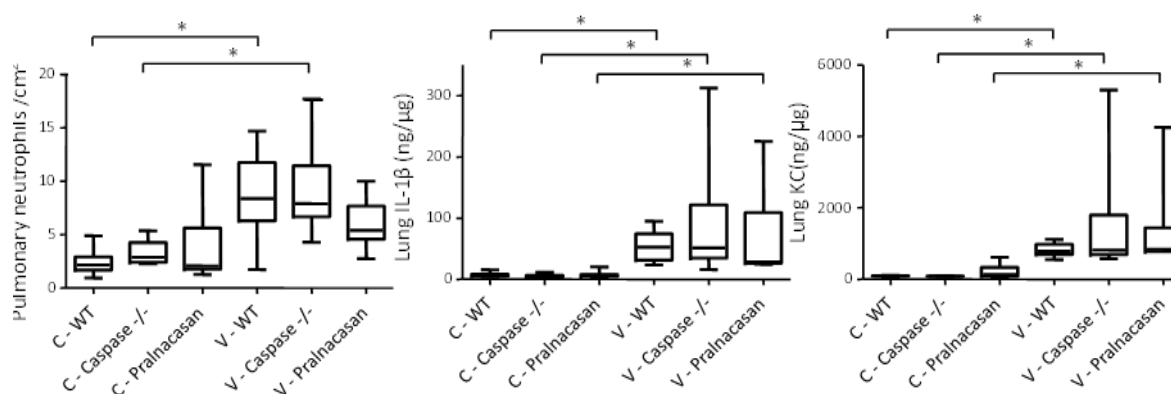 * * *
* * *
* *
Pulmonary neutrophils /cm²
20
15
10
5
0
C - WT
C - Caspase -/-
C - Pralnacasan
V - WT
V - Caspase -/-
V - Pralnacasan
Lung IL-1β (ng/µg)
300
200
100
0
C - WT
C - Caspase -/-
C - Pralnacasan
V - WT
V - Caspase -/-
V - Pralnacasan
Lung KC(ng/µg)
6000
4000
2000
0
C - WT
C - Caspase -/-
C - Pralnacasan
V - WT
V - Caspase -/-
V - Pralnacasan